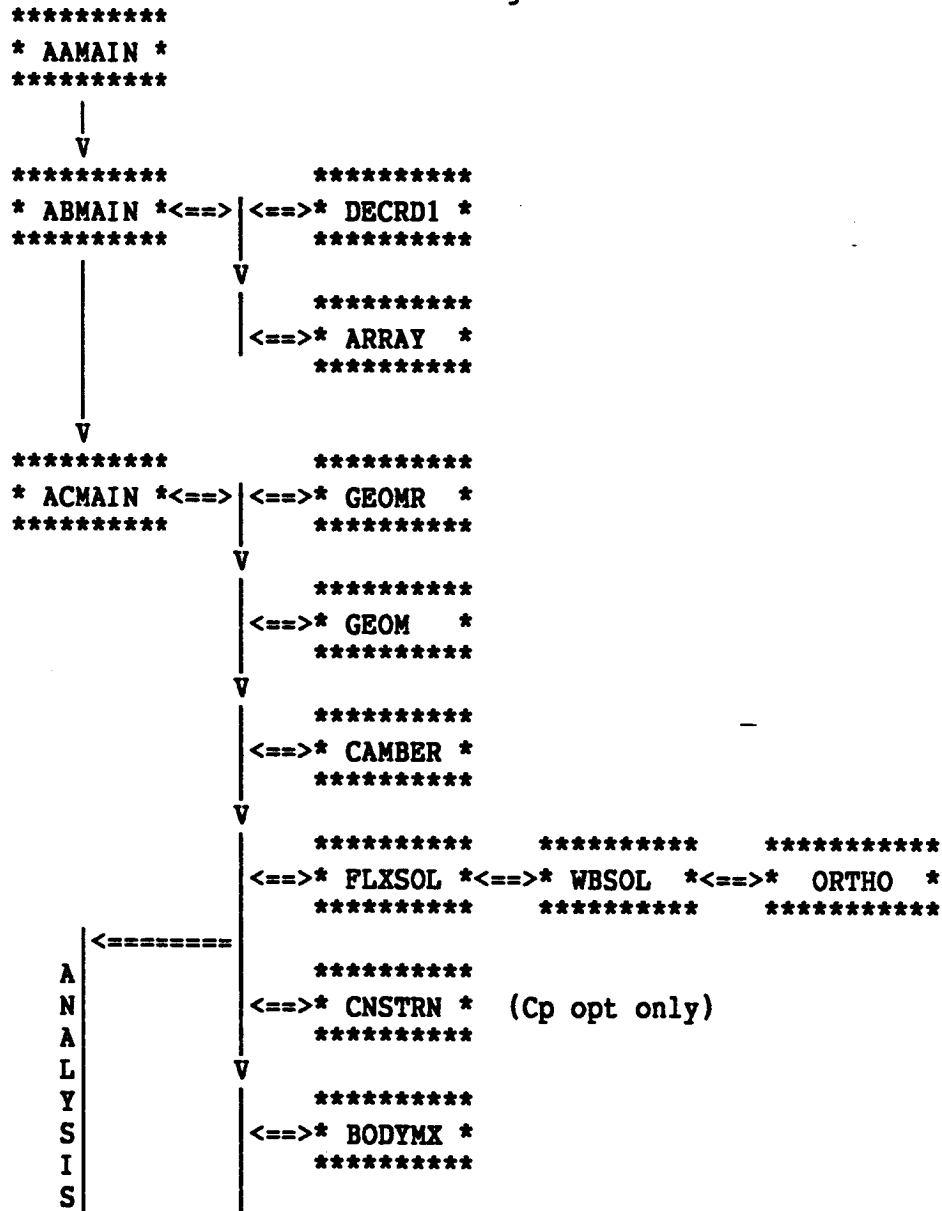 **********
* AAMAIN *
**********
|
V
**********          **********
* ABMAIN *<==>|<==>* DECRD1 *
**********          **********
V
**********
|<==>* ARRAY  *
**********
V
**********          **********
* ACMAIN *<==>|<==>* GEOMR  *
**********          **********
V
**********
|<==>* GEOM   *
**********
V
**********
|<==>* CAMBER *
**********
V
**********    **********    ***********
|<==>* FLXSOL *<==>* WBSOL  *<==>*  ORTHO  *
**********    **********    ***********
|<========|
A    **********
N |<==>* CNSTRN *  (Cp opt only)
A    **********
L V
Y    **********
S |<==>* BODYMX *
I    **********
S